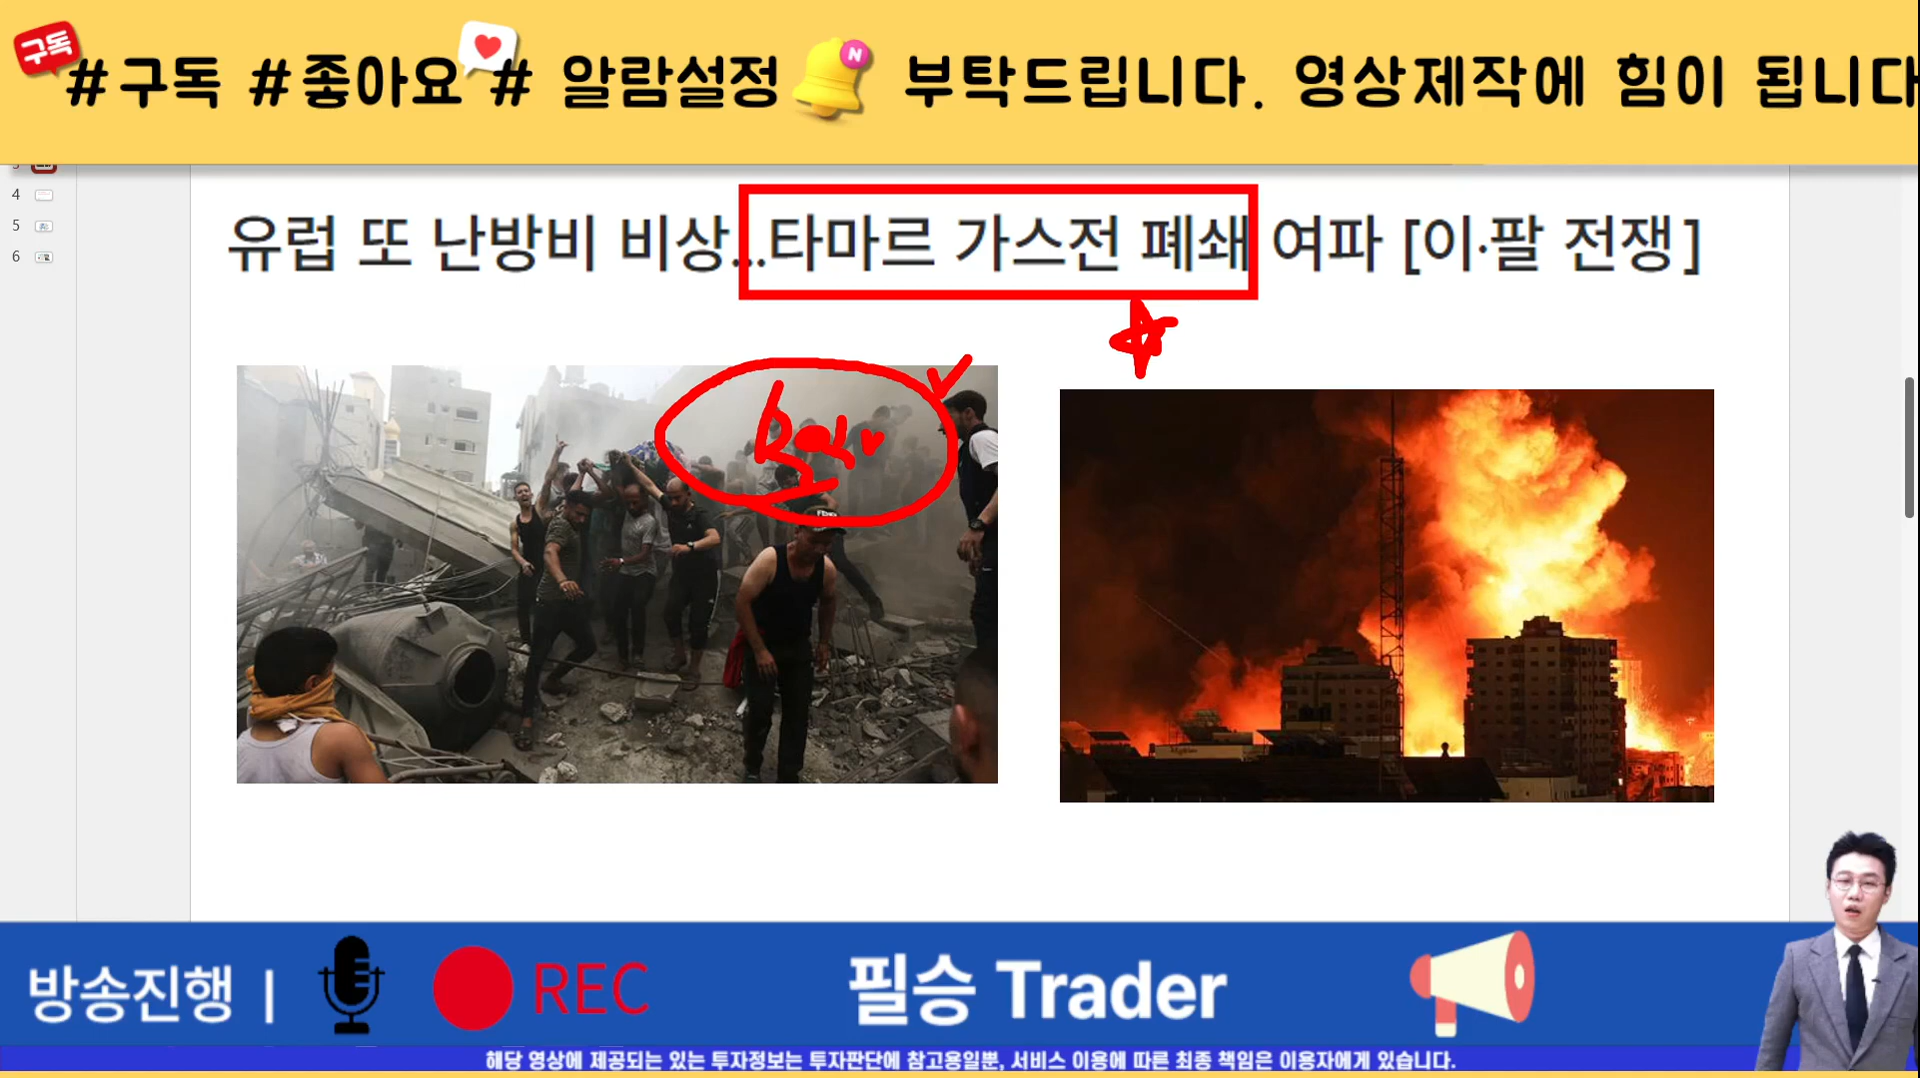 구독
#구독 #좋아요 # 알람설정 N 부탁드립니다. 영상제작에 힘이 됩니다
4
5
6
유럽 또 난방비 비상...타마르 가스전 폐쇄 여파 [이·팔 전쟁]
방송진행 | REC 필승 Trader
해당 영상에 제공되는 있는 투자정보는 투자판단에 참고용일뿐, 서비스 이용에 따른 최종 책임은 이용자에게 있습니다.